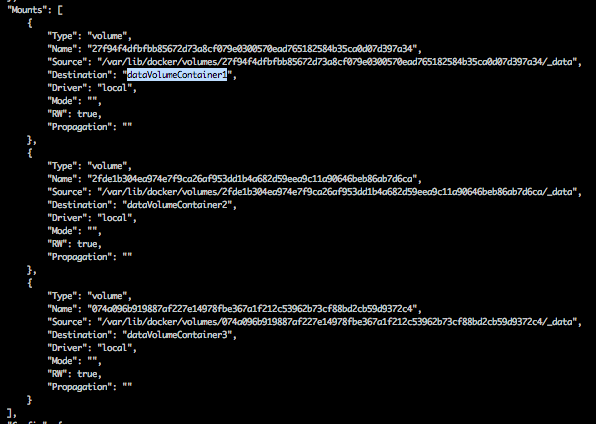 "Mounts": [
{
"Type": "volume",
"Name": "27f94f4dfbfbb85672d73a8cf079e0300570ead765182584b35ca0d07d397a34",
"Source": "/var/lib/docker/volumes/27f94f4dfbfbb85672d73a8cf079e0300570ead765182584b35ca0d07d397a34/_data",
"Destination": "dataVolumeContainer1",
"Driver": "local",
"Mode": "",
"RW": true,
"Propagation": ""
},
{
"Type": "volume",
"Name": "2fde1b304ea974e7f9ca26af953dd1b4a682d59eea9c11a90646beb86ab7d6ca",
"Source": "/var/lib/docker/volumes/2fde1b304ea974e7f9ca26af953dd1b4a682d59eea9c11a90646beb86ab7d6ca/_data",
"Destination": "dataVolumeContainer2",
"Driver": "local",
"Mode": "",
"RW": true,
"Propagation": ""
},
{
"Type": "volume",
"Name": "074a096b919887af227e14978fbe367a1f212c53962b73cf88bd2cb59d9372c4",
"Source": "/var/lib/docker/volumes/074a096b919887af227e14978fbe367a1f212c53962b73cf88bd2cb59d9372c4/_data",
"Destination": "dataVolumeContainer3",
"Driver": "local",
"Mode": "",
"RW": true,
"Propagation": ""
}
],